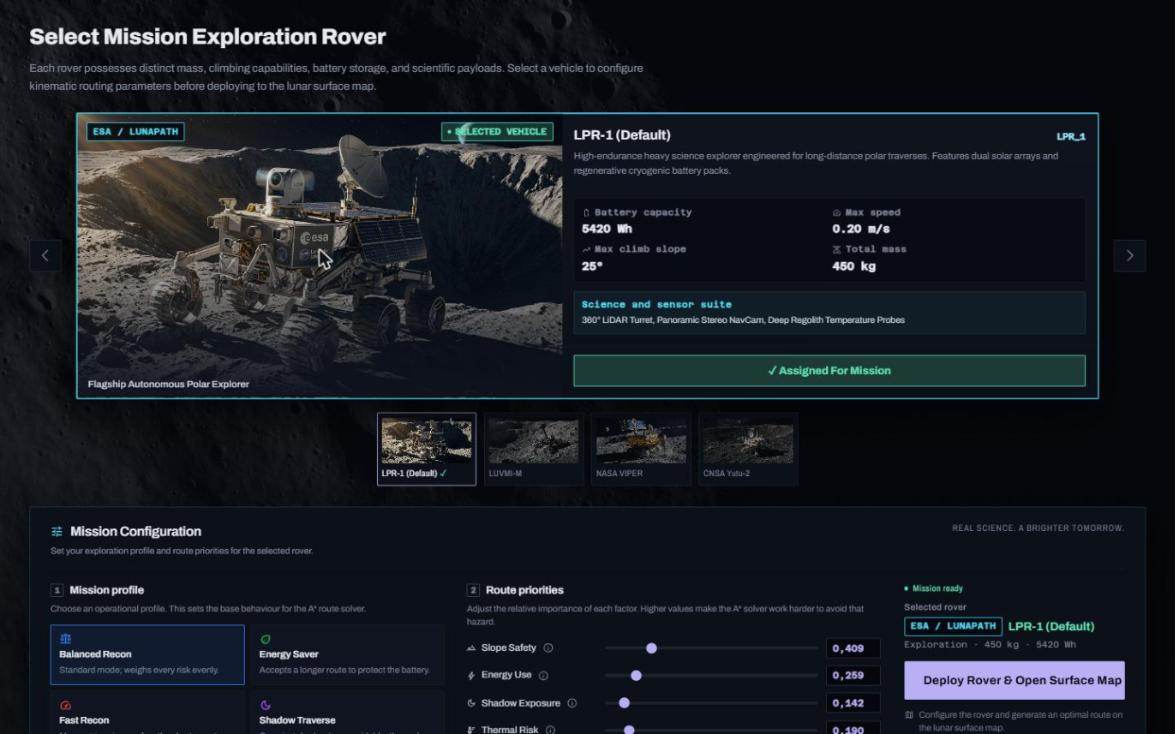 Select Mission Exploration Rover
Each rover possesses distinct mass, climbing capabilities, battery storage, and scientific payloads. Select a vehicle to configure
kinematic routing parameters before deploying to the lunar surface map.
ESA / LUNAPATH
SELECTED VEHICLE
esa
Flagship Autonomous Polar Explorer
LPR-1 (Default)
LPR_1
High-endurance heavy science explorer engineered for long-distance polar traverses. Features dual solar arrays and
regenerative cryogenic battery packs.
Battery capacity
5420 Wh
Max speed
0.20 m/s
Max climb slope
25°
Total mass
450 kg
Science and sensor suite
360° LiDAR Turret, Panoramic Stereo NavCam, Deep Regolith Temperature Probes
✓ Assigned For Mission
LPR-1 (Default) ✓
LUVMI-M
NASA VIPER
CNSA Yutu-2
Mission Configuration
Set your exploration profile and route priorities for the selected rover.
REAL SCIENCE. A BRIGHTER TOMORROW.
1 Mission profile
Choose an operational profile. This sets the base behaviour for the A* route solver.
Balanced Recon
Standard mode; weighs every risk evenly.
Energy Saver
Accepts a longer route to protect the battery.
Fast Recon
Shadow Traverse
2 Route priorities
Adjust the relative importance of each factor. Higher values make the A* solver work harder to avoid that
hazard.
Slope Safety 0,409
Energy Use 0,259
Shadow Exposure 0,142
Thermal Risk 0,190
Mission ready
Selected rover
ESA / LUNAPATH LPR-1 (Default)
Exploration · 450 kg · 5420 Wh
Deploy Rover & Open Surface Map
Configure the rover and generate an optimal route on
the lunar surface map.